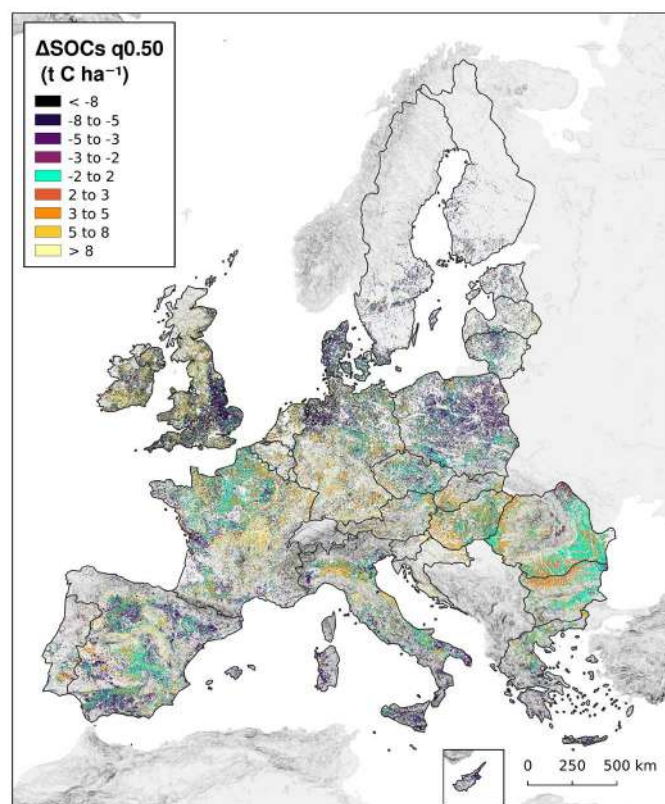 ΔSOCs q0.50
(t C ha⁻¹)
< -8
-8 to -5
-5 to -3
-3 to -2
-2 to 2
2 to 3
3 to 5
5 to 8
> 8
0 250 500 km